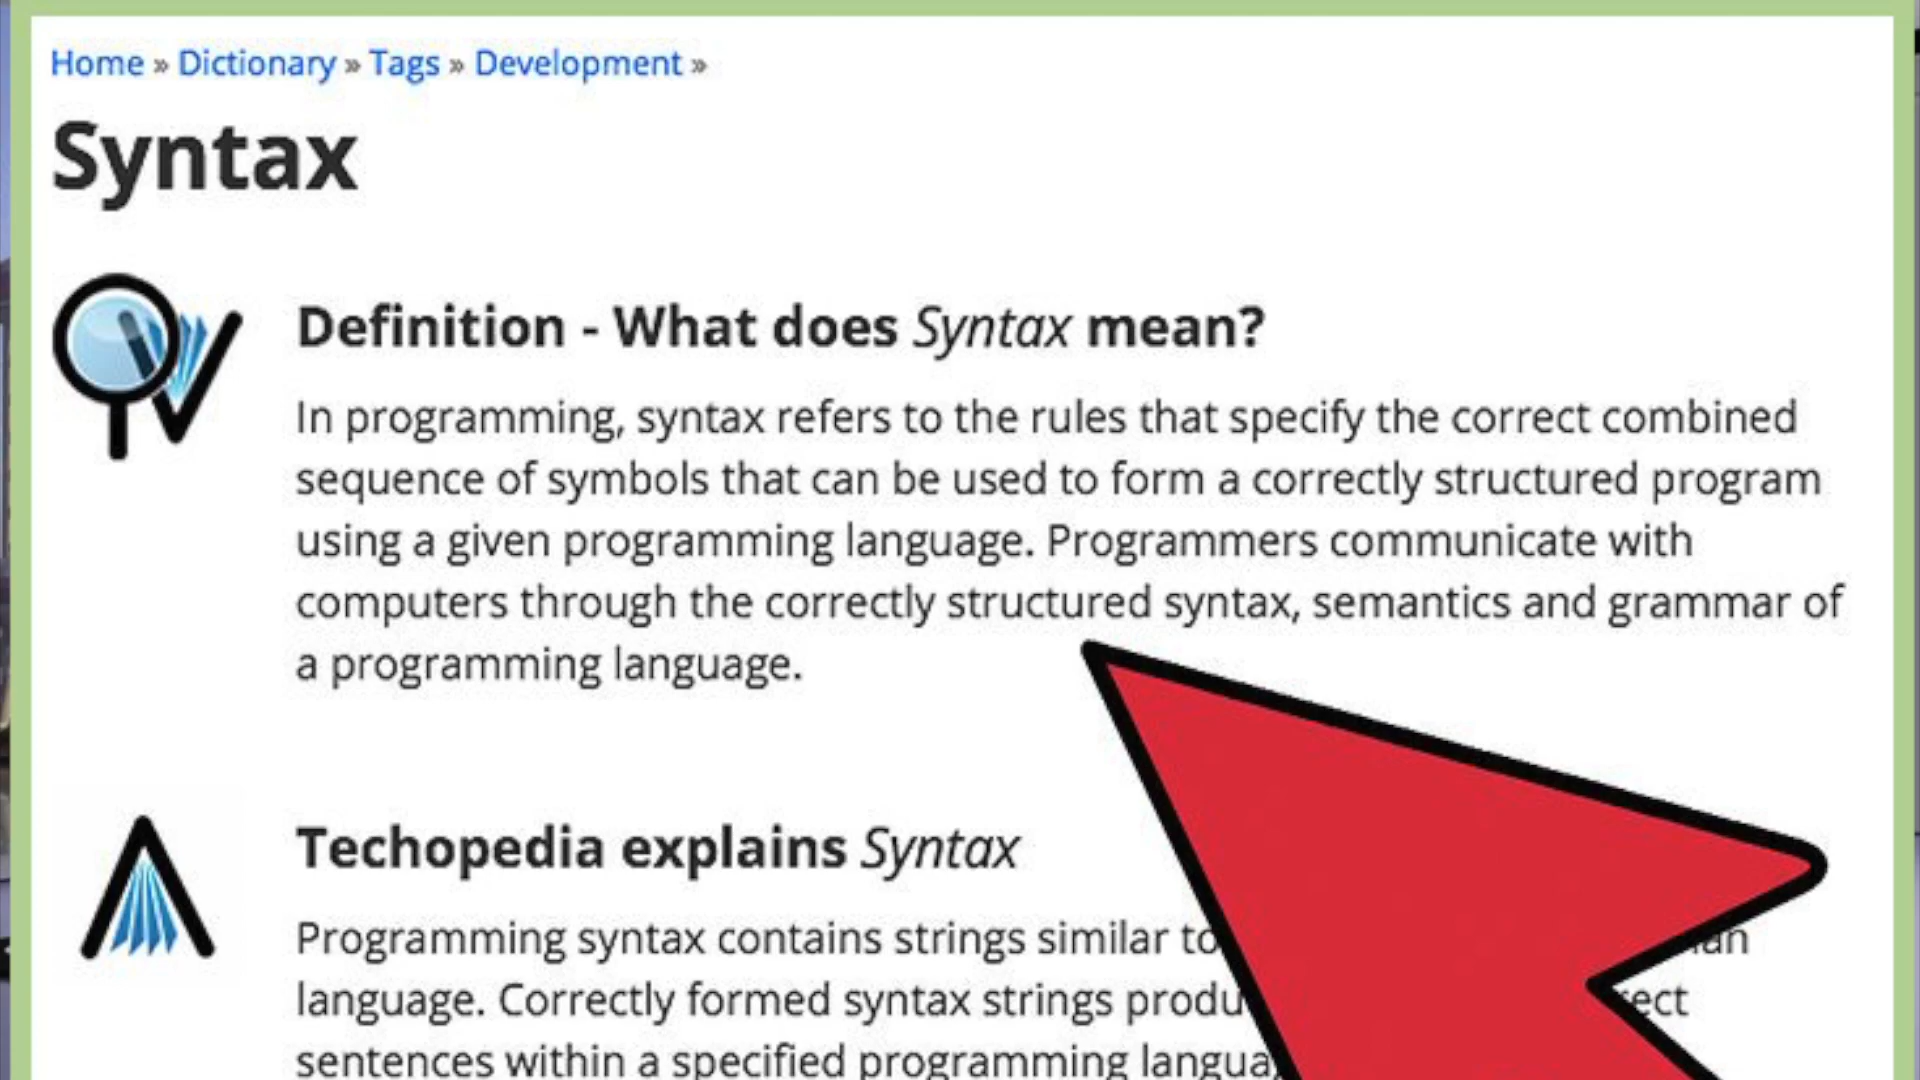 Home » Dictionary » Tags » Development »
Syntax
Definition - What does Syntax mean?
In programming, syntax refers to the rules that specify the correct combined
sequence of symbols that can be used to form a correctly structured program
using a given programming language. Programmers communicate with
computers through the correctly structured syntax, semantics and grammar of
a programming language.
Techopedia explains Syntax
Programming syntax contains strings similar to
language. Correctly formed syntax strings
sentences within a specified programming